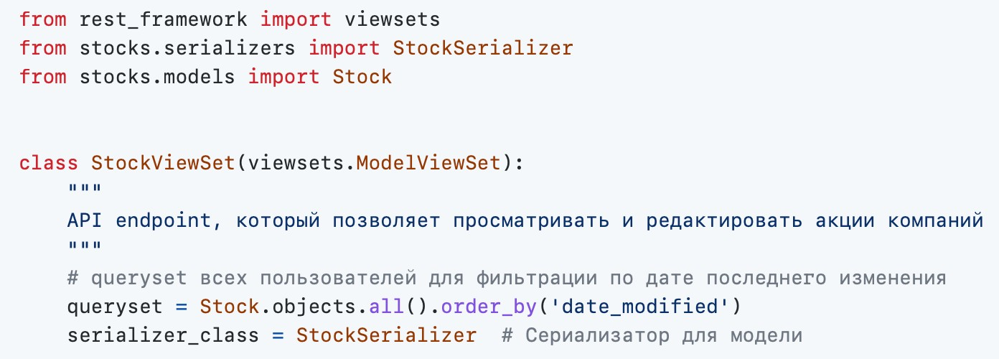 from rest_framework import viewsets
from stocks.serializers import StockSerializer
from stocks.models import Stock
class StockViewSet(viewsets.ModelViewSet):
    """
    API endpoint, который позволяет просматривать и редактировать акции компаний
    """
    # queryset всех пользователей для фильтрации по дате последнего изменения
    queryset = Stock.objects.all().order_by('date_modified')
    serializer_class = StockSerializer  # Сериализатор для модели